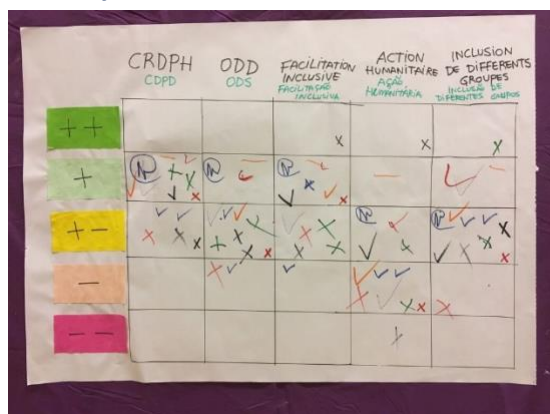 CRDPH
CDPD
ODD
ODS
FACILITATION
INCLUSIVE
FACILITAÇÃO
INCLUSIVA
ACTION
HUMANITAIRE
AÇÃO
HUMANITÁRIA
INCLUSION
DE DIFFERENTS
GROUPES
INCLUSÃO DE
DIFERENTES GRUPOS
++
+
+-
-
--